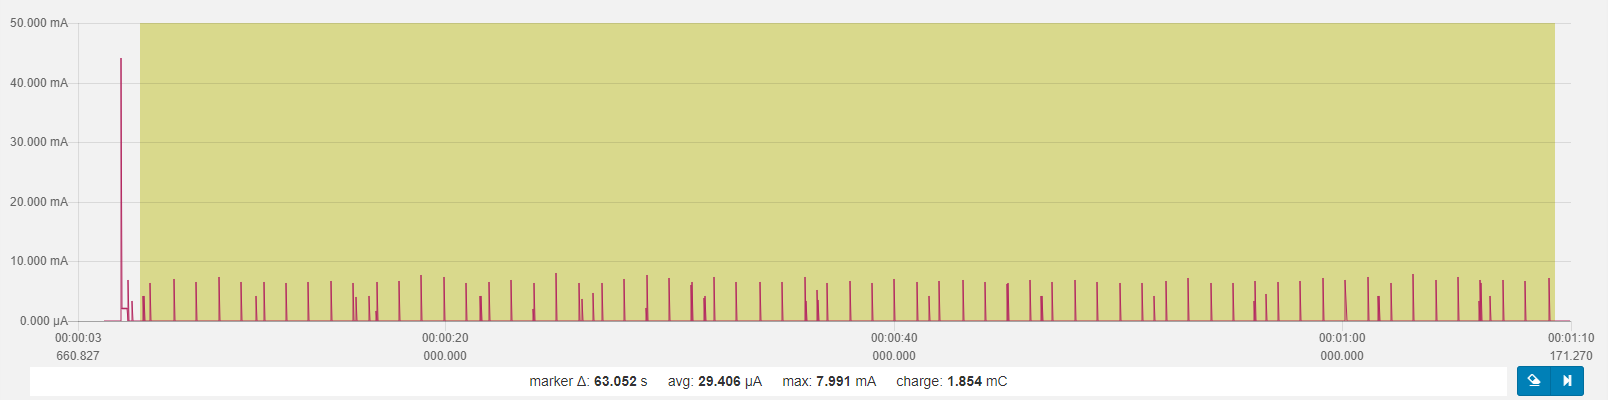 50.000 mA
40.000 mA
30.000 mA
20.000 mA
10.000 mA
0.000 µA
00:00:03 00:00:20 00:00:40 00:01:00 00:01:10
660.827 000.000 000.000 000.000 171.270
marker Δ: 63.052 s avg: 29.406 µA max: 7.991 mA charge: 1.854 mC